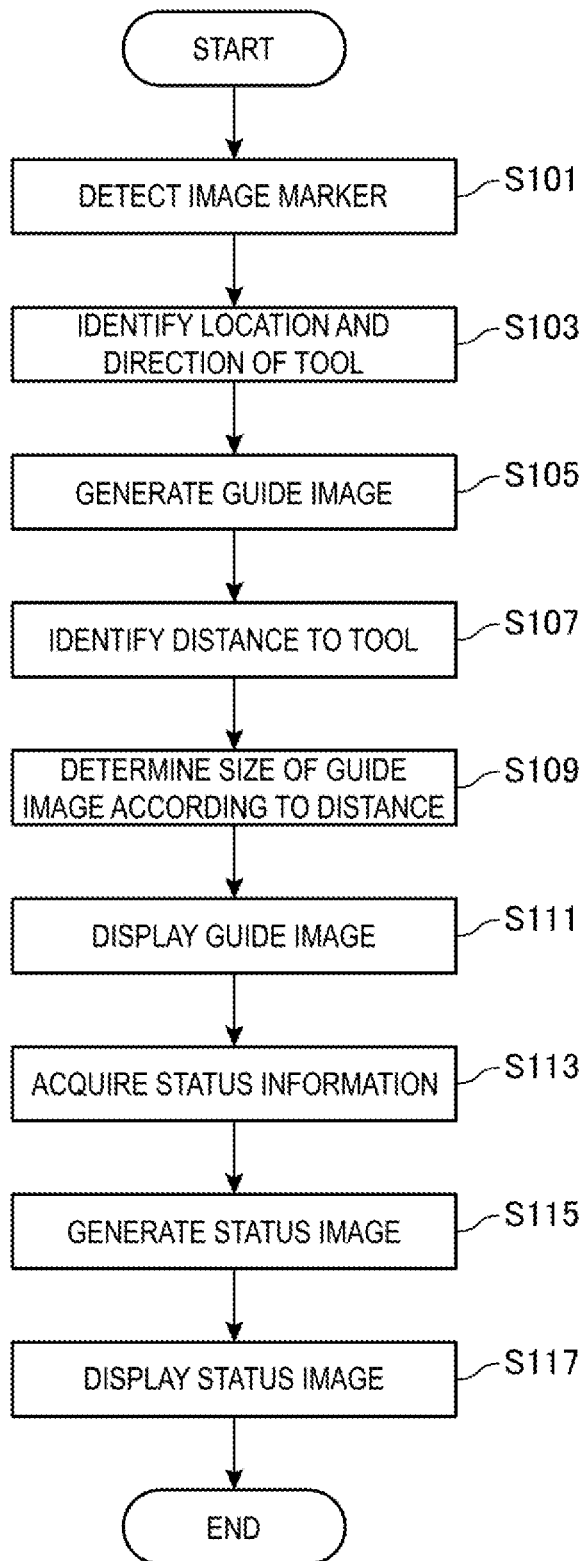 START
DETECT IMAGE MARKER
S101
IDENTIFY LOCATION AND
DIRECTION OF TOOL
S103
GENERATE GUIDE IMAGE
S105
IDENTIFY DISTANCE TO TOOL
S107
DETERMINE SIZE OF GUIDE
IMAGE ACCORDING TO DISTANCE
S109
DISPLAY GUIDE IMAGE
S111
ACQUIRE STATUS INFORMATION
S113
GENERATE STATUS IMAGE
S115
DISPLAY STATUS IMAGE
S117
END